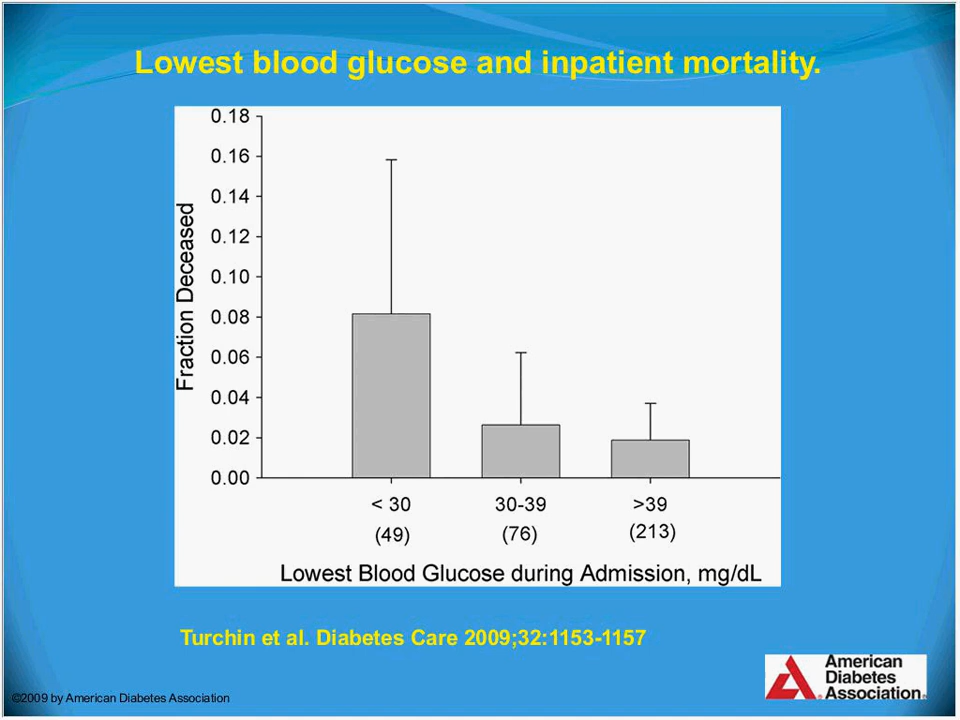 Lowest blood glucose and inpatient mortality.
0.18
0.16
0.14
0.12
0.10
0.08
0.06
0.04
0.02
0.00
Fraction Deceased
< 30 30-39 >39
(49) (76) (213)
Lowest Blood Glucose during Admission, mg/dL
Turchin et al. Diabetes Care 2009;32:1153-1157
American
Diabetes
Association.
©2009 by American Diabetes Association